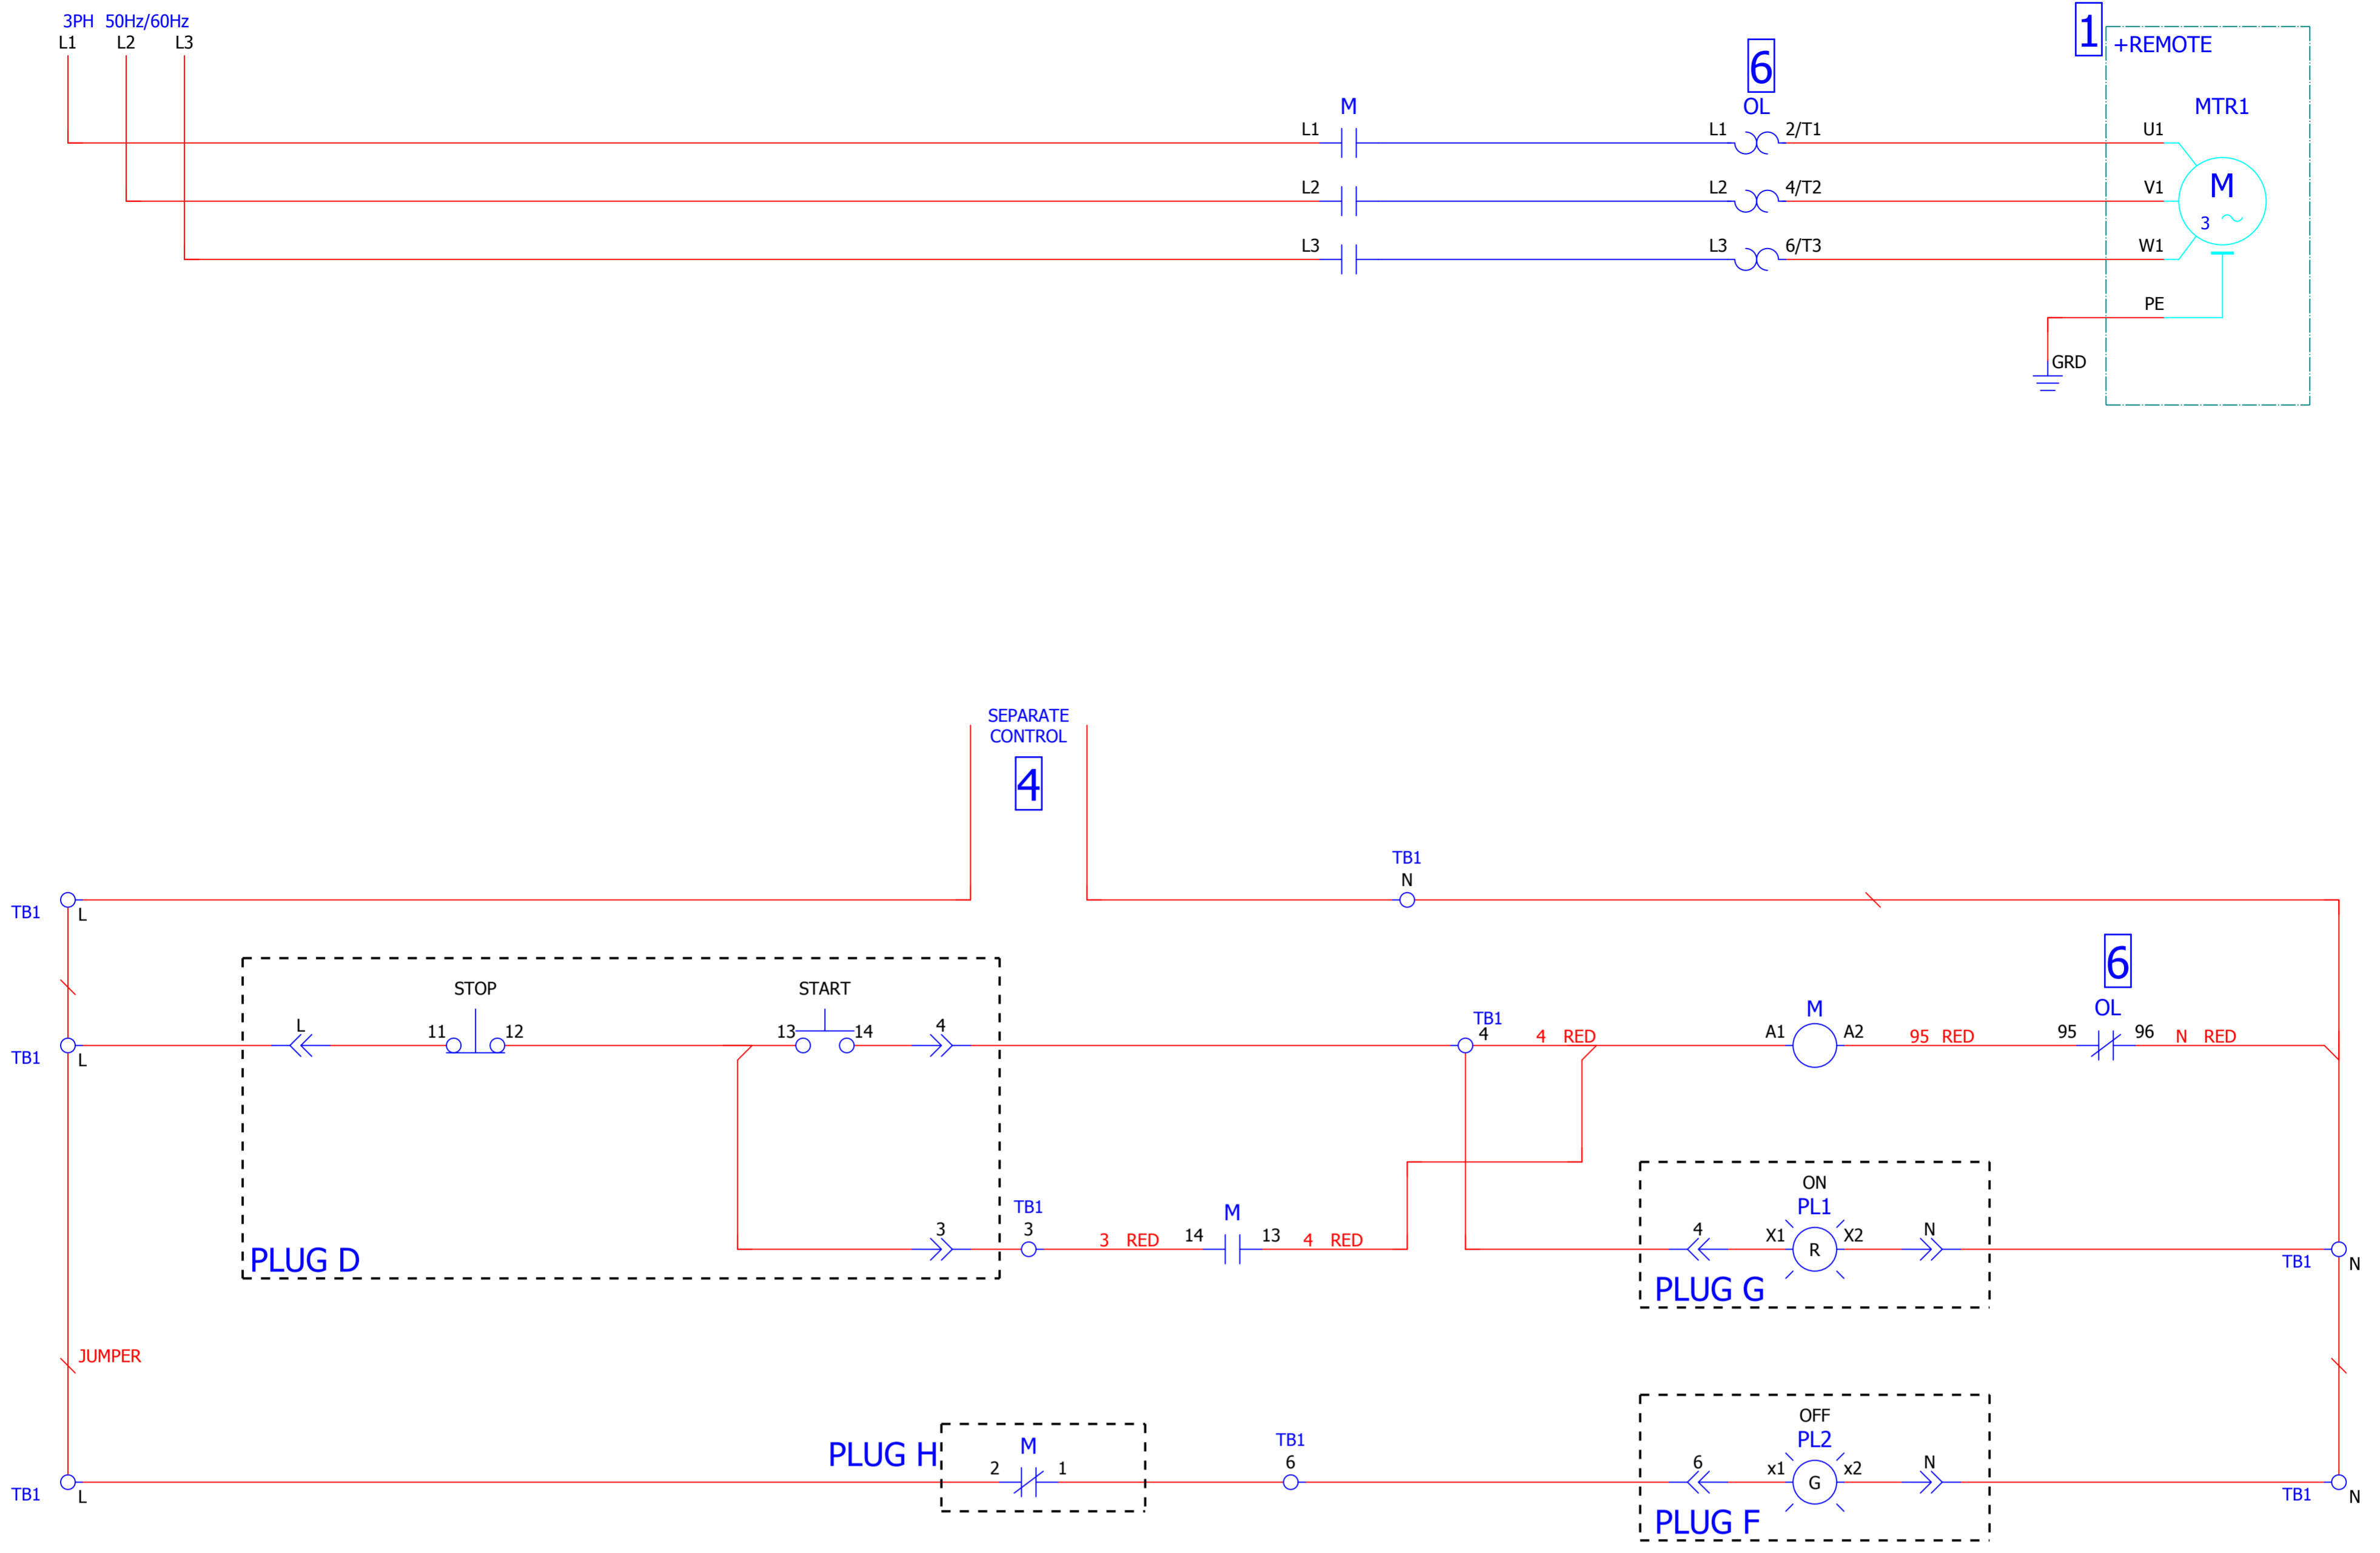 3PH 50Hz/60Hz
L1 L2 L3
1
+REMOTE
6
M OL MTR1
L1 L1 2/T1 U1
L2 L2 4/T2 V1
M
3
L3 L3 6/T3 W1
PE
GRD
SEPARATE
CONTROL
4
TB1
N
TB1 L
6
STOP START M OL
TB1
L 11 12 13 14 4 4 4 RED A1 A2 95 RED 95 96 N RED
TB1 L
ON
TB1 M PL1
3 3 3 RED 14 13 4 RED 4 X1 R X2 N
PLUG D PLUG G TB1 N
JUMPER
OFF
PLUG H M TB1 PL2
2 1 6 6 x1 G x2 N
TB1 L PLUG F TB1 N